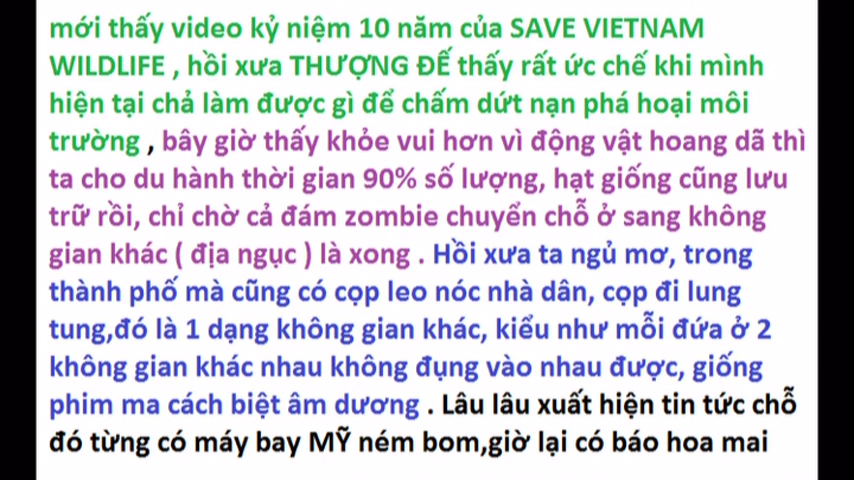 mới thấy video kỷ niệm 10 năm của SAVE VIETNAM
WILDLIFE , hồi xưa THƯỢNG ĐẾ thấy rất ức chế khi mình
hiện tại chả làm được gì để chấm dứt nạn phá hoại môi
trường , bây giờ thấy khỏe vui hơn vì động vật hoang dã thì
ta cho du hành thời gian 90% số lượng, hạt giống cũng lưu
trữ rồi, chỉ chờ cả đám zombie chuyển chỗ ở sang không
gian khác ( địa ngục ) là xong . Hồi xưa ta ngủ mơ, trong
thành phố mà cũng có cọp leo nóc nhà dân, cọp đi lung
tung,đó là 1 dạng không gian khác, kiểu như mỗi đứa ở 2
không gian khác nhau không đụng vào nhau được, giống
phim ma cách biệt âm dương . Lâu lâu xuất hiện tin tức chỗ
đó từng có máy bay MỸ ném bom,giờ lại có báo hoa mai